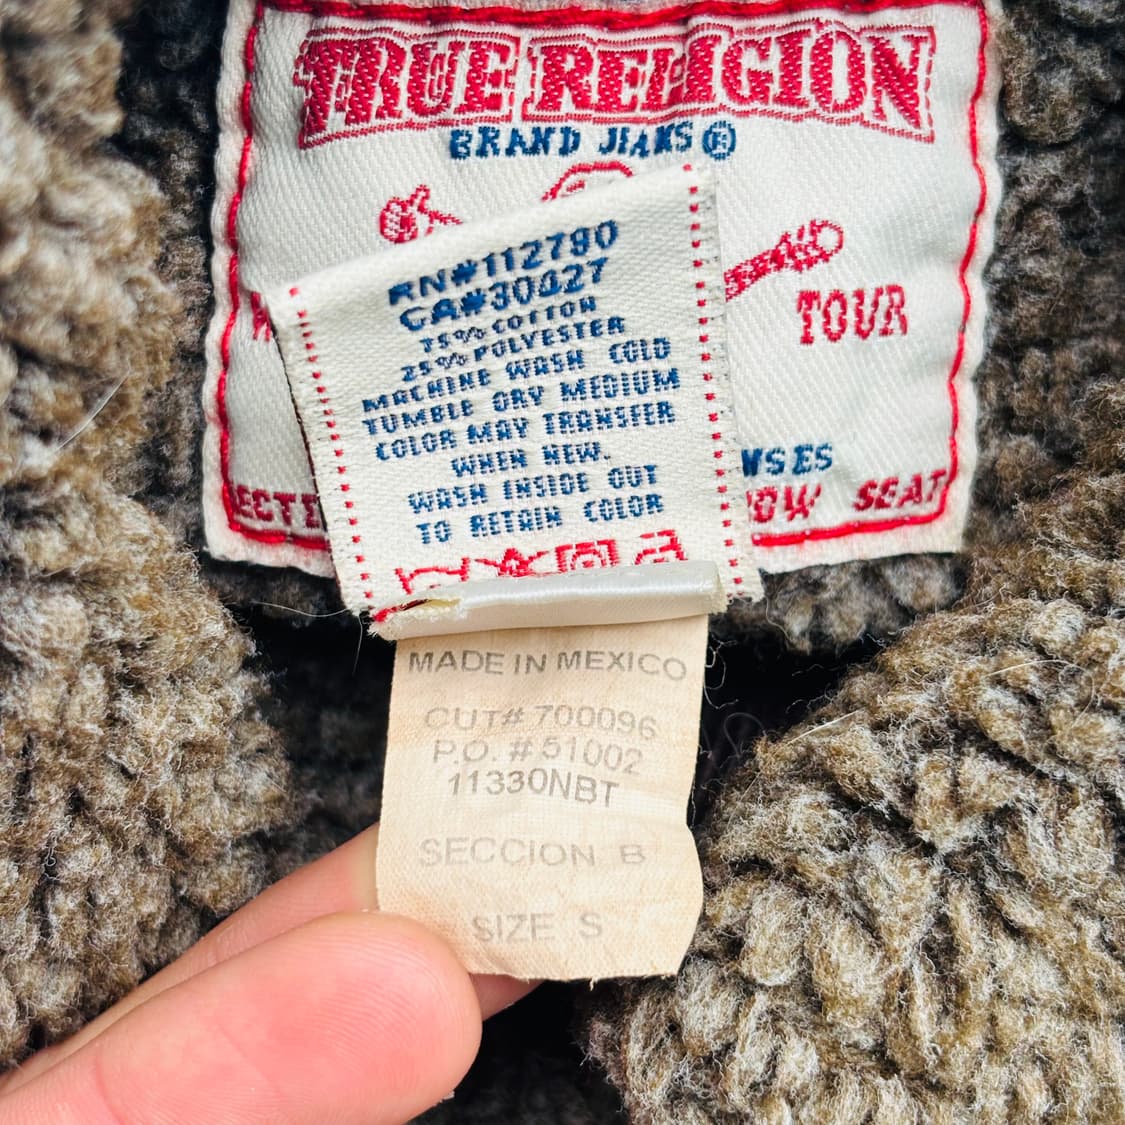 TRUE RELIGION
BRAND JEANS ®
TOUR
RN#112790
CA#30427
75% COTTON
25% POLYESTER
MACHINE WASH COLD
TUMBLE DRY MEDIUM
COLOR MAY TRANSFER
WHEN NEW.
WASH INSIDE OUT
TO RETAIN COLOR
WSES
SECTI
OW SEAT
MADE IN MEXICO
CUT# 700096
P.O. # 51002
11330NBT
SECCION B
SIZE S